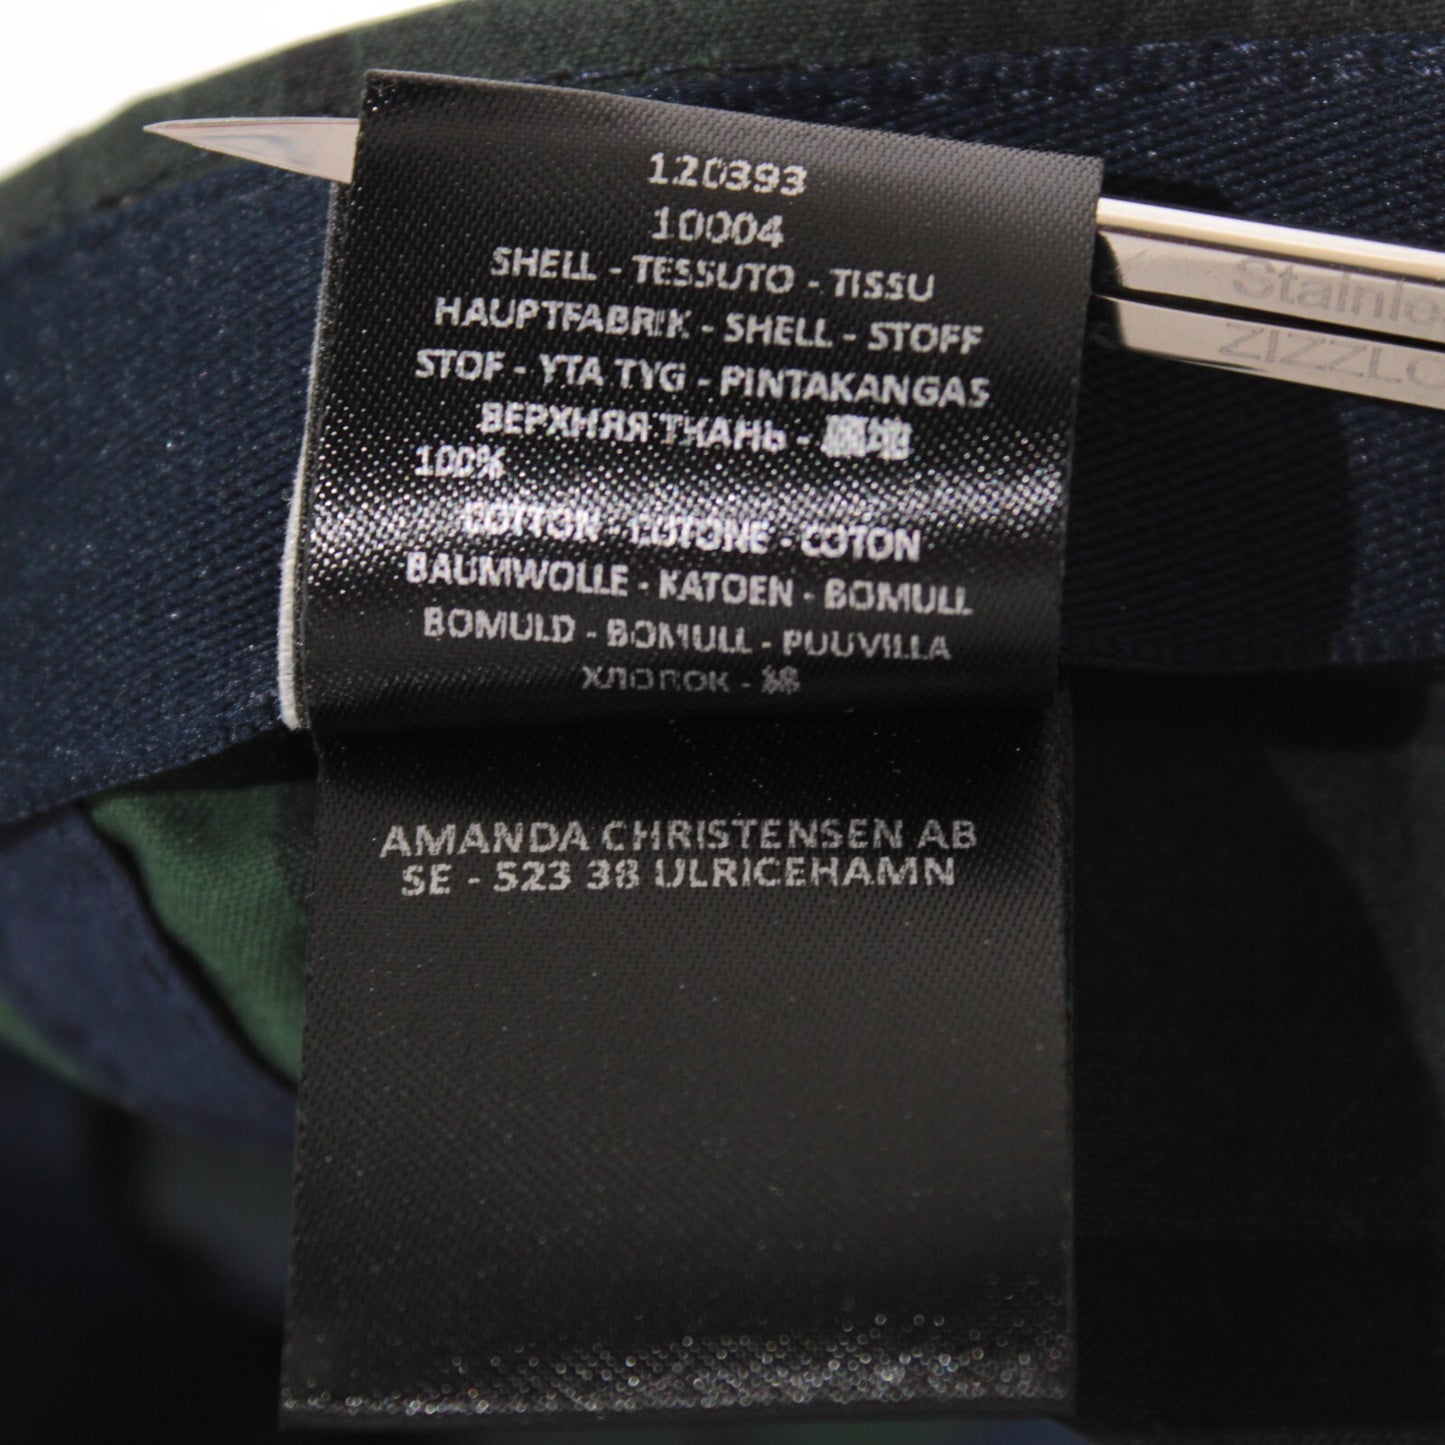 120393
10004
SHELL - TESSUTO - TISSU
HAUPTFABRIK - SHELL - STOFF
STOF - YTA TYG - PINTAKANGAS
ВЕРХНЯЯ ТКАНЬ -
100%
COTTON - COTONE - COTON
BAUMWOLLE - KATOEN - BOMULL
BOMULD - BOMULL - PUUVILLA
ХЛОПОК - 棉
AMANDA CHRISTENSEN AB
SE - 523 38 ULRICEHAMN